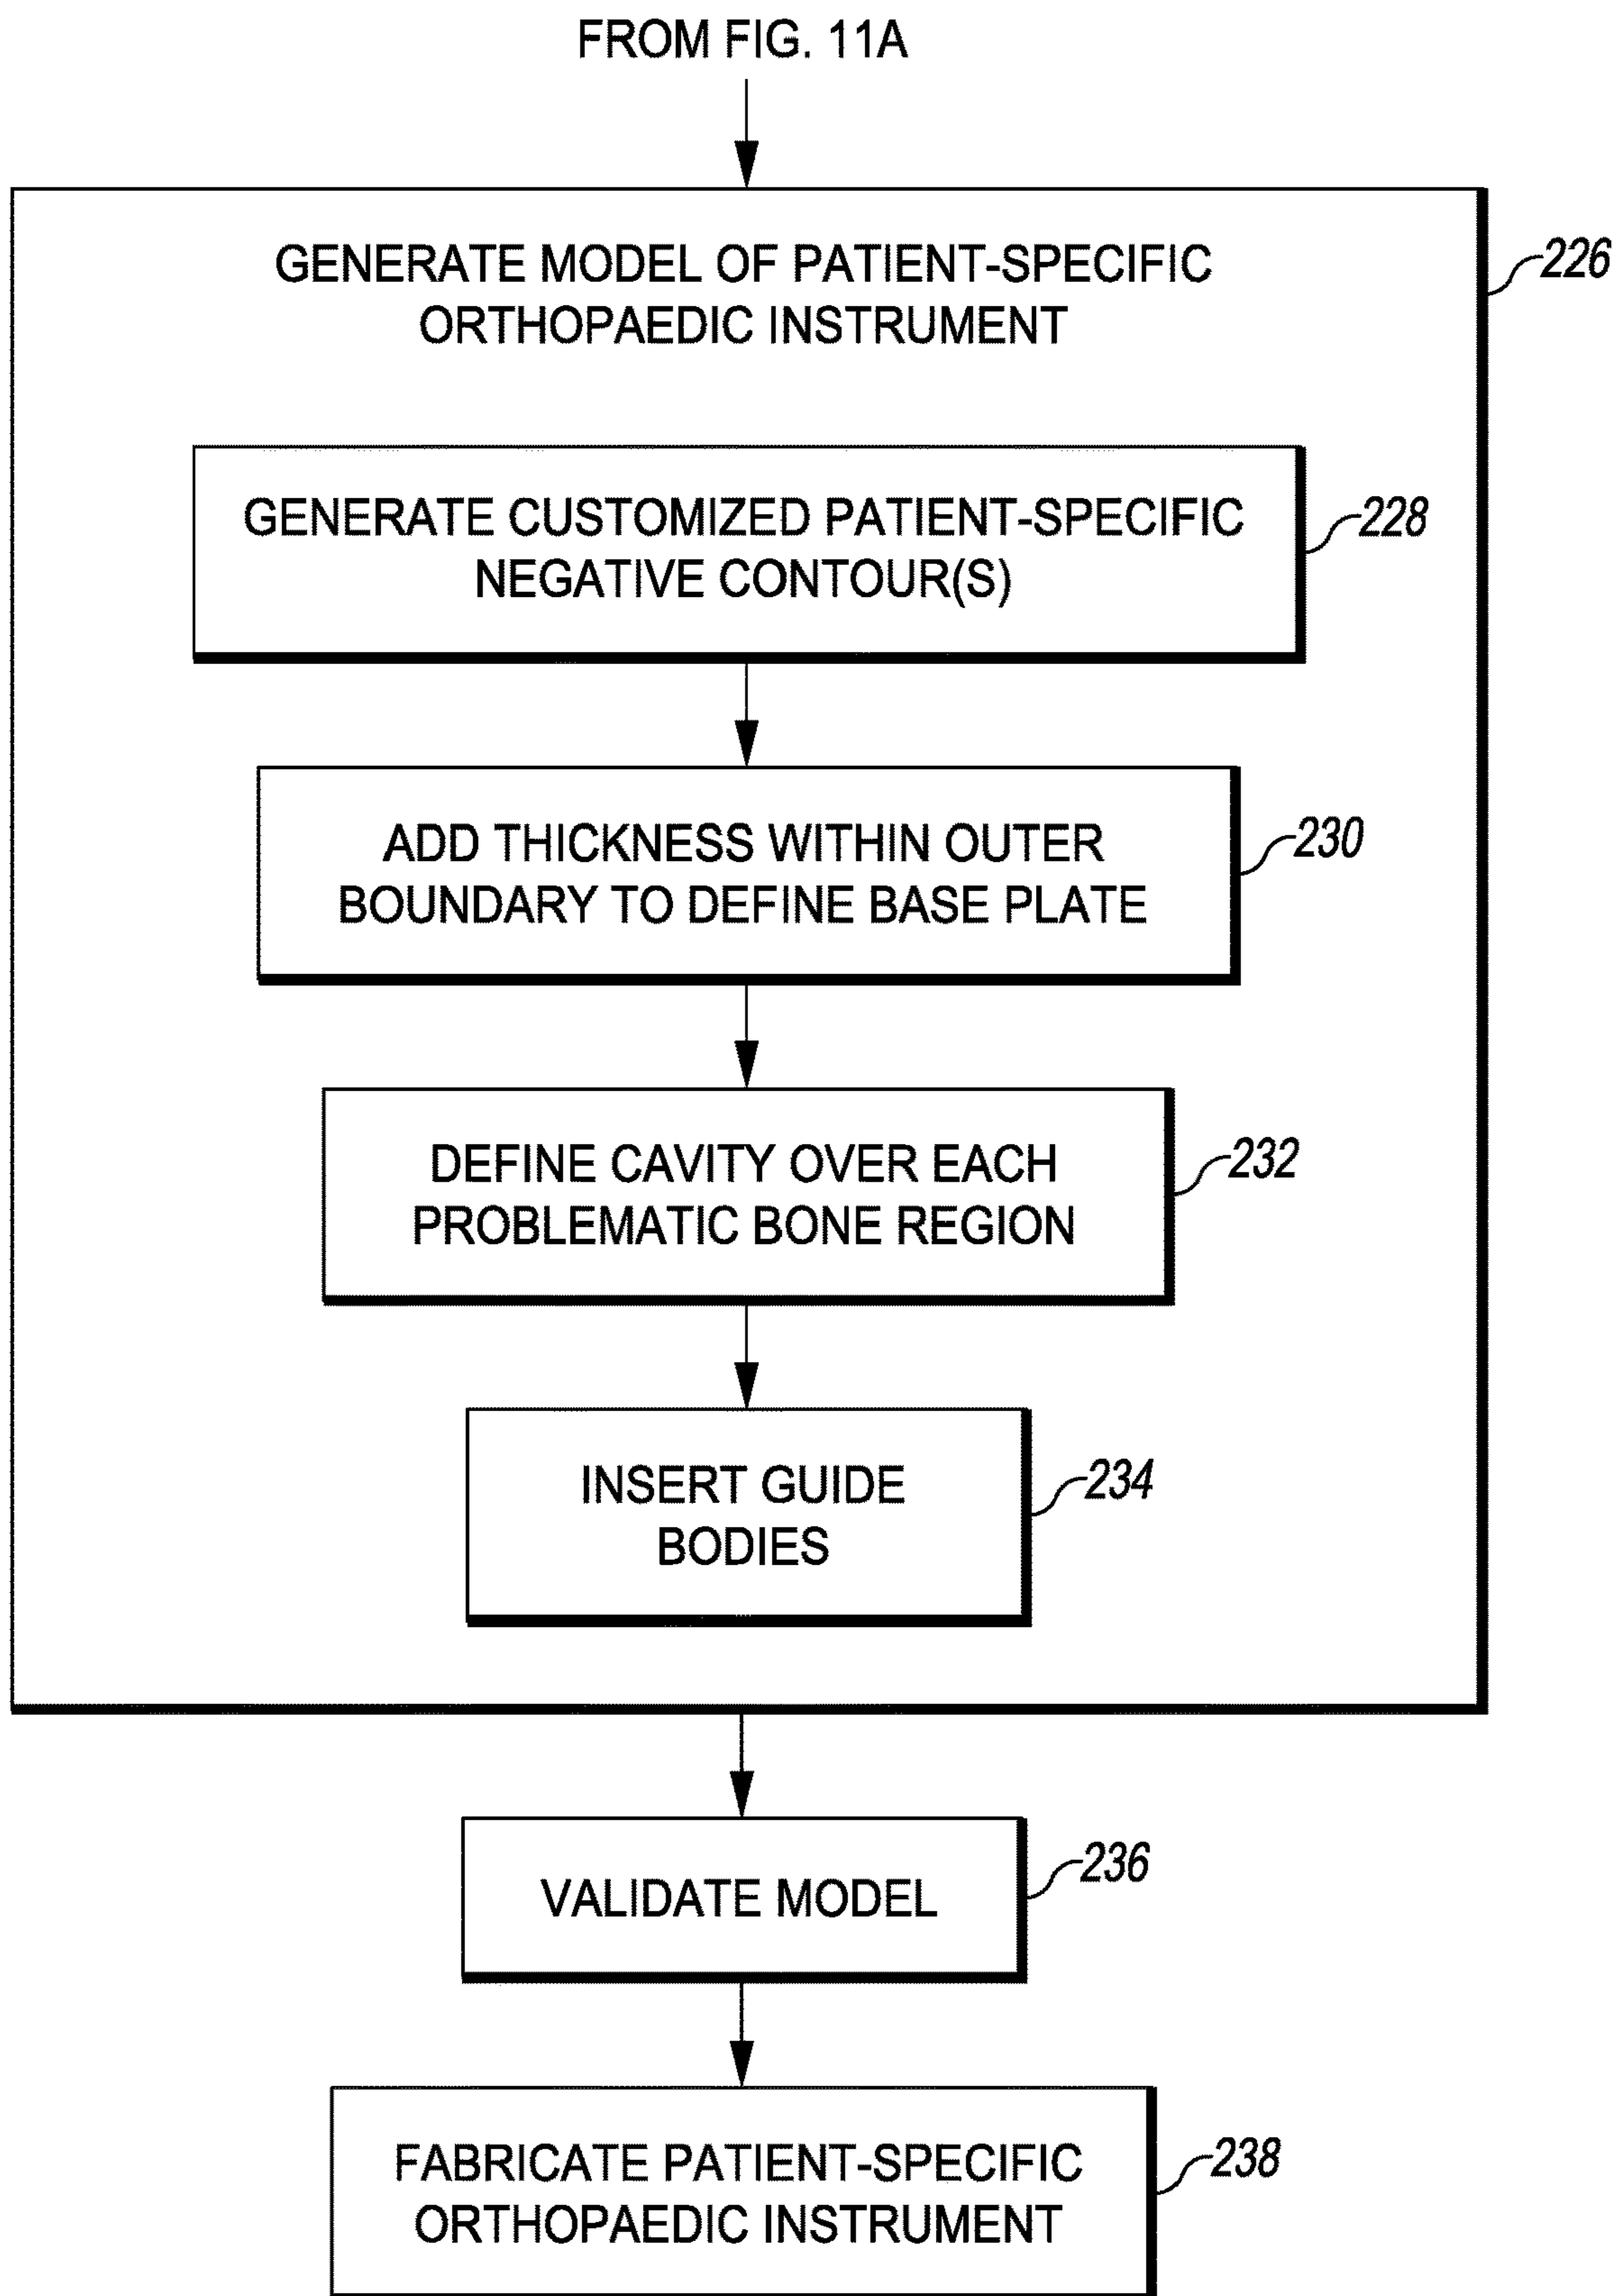 FROM FIG. 11A
GENERATE MODEL OF PATIENT-SPECIFIC
ORTHOPAEDIC INSTRUMENT
226
GENERATE CUSTOMIZED PATIENT-SPECIFIC
NEGATIVE CONTOUR(S)
228
ADD THICKNESS WITHIN OUTER
BOUNDARY TO DEFINE BASE PLATE
230
DEFINE CAVITY OVER EACH
PROBLEMATIC BONE REGION
232
INSERT GUIDE
BODIES
234
VALIDATE MODEL
236
FABRICATE PATIENT-SPECIFIC
ORTHOPAEDIC INSTRUMENT
238